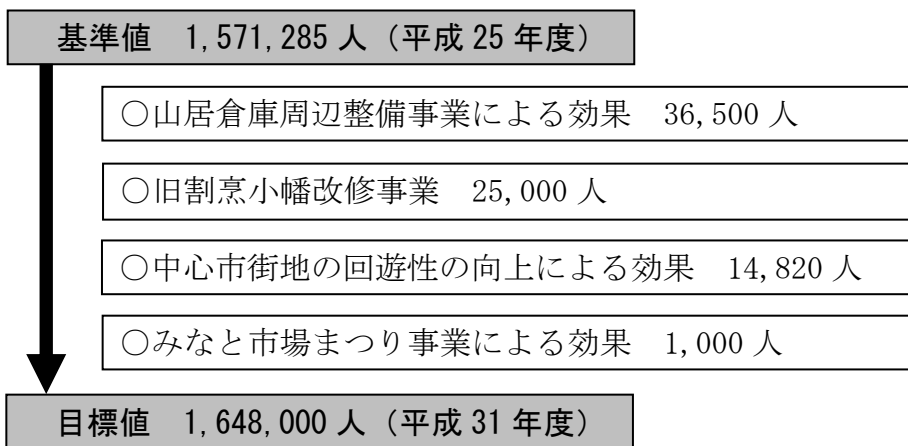 基準値 1,571,285 人（平成 25 年度）
○山居倉庫周辺整備事業による効果 36,500 人
○旧割烹小幡改修事業 25,000 人
○中心市街地の回遊性の向上による効果 14,820 人
○みなと市場まつり事業による効果 1,000 人
目標値 1,648,000 人（平成 31 年度）